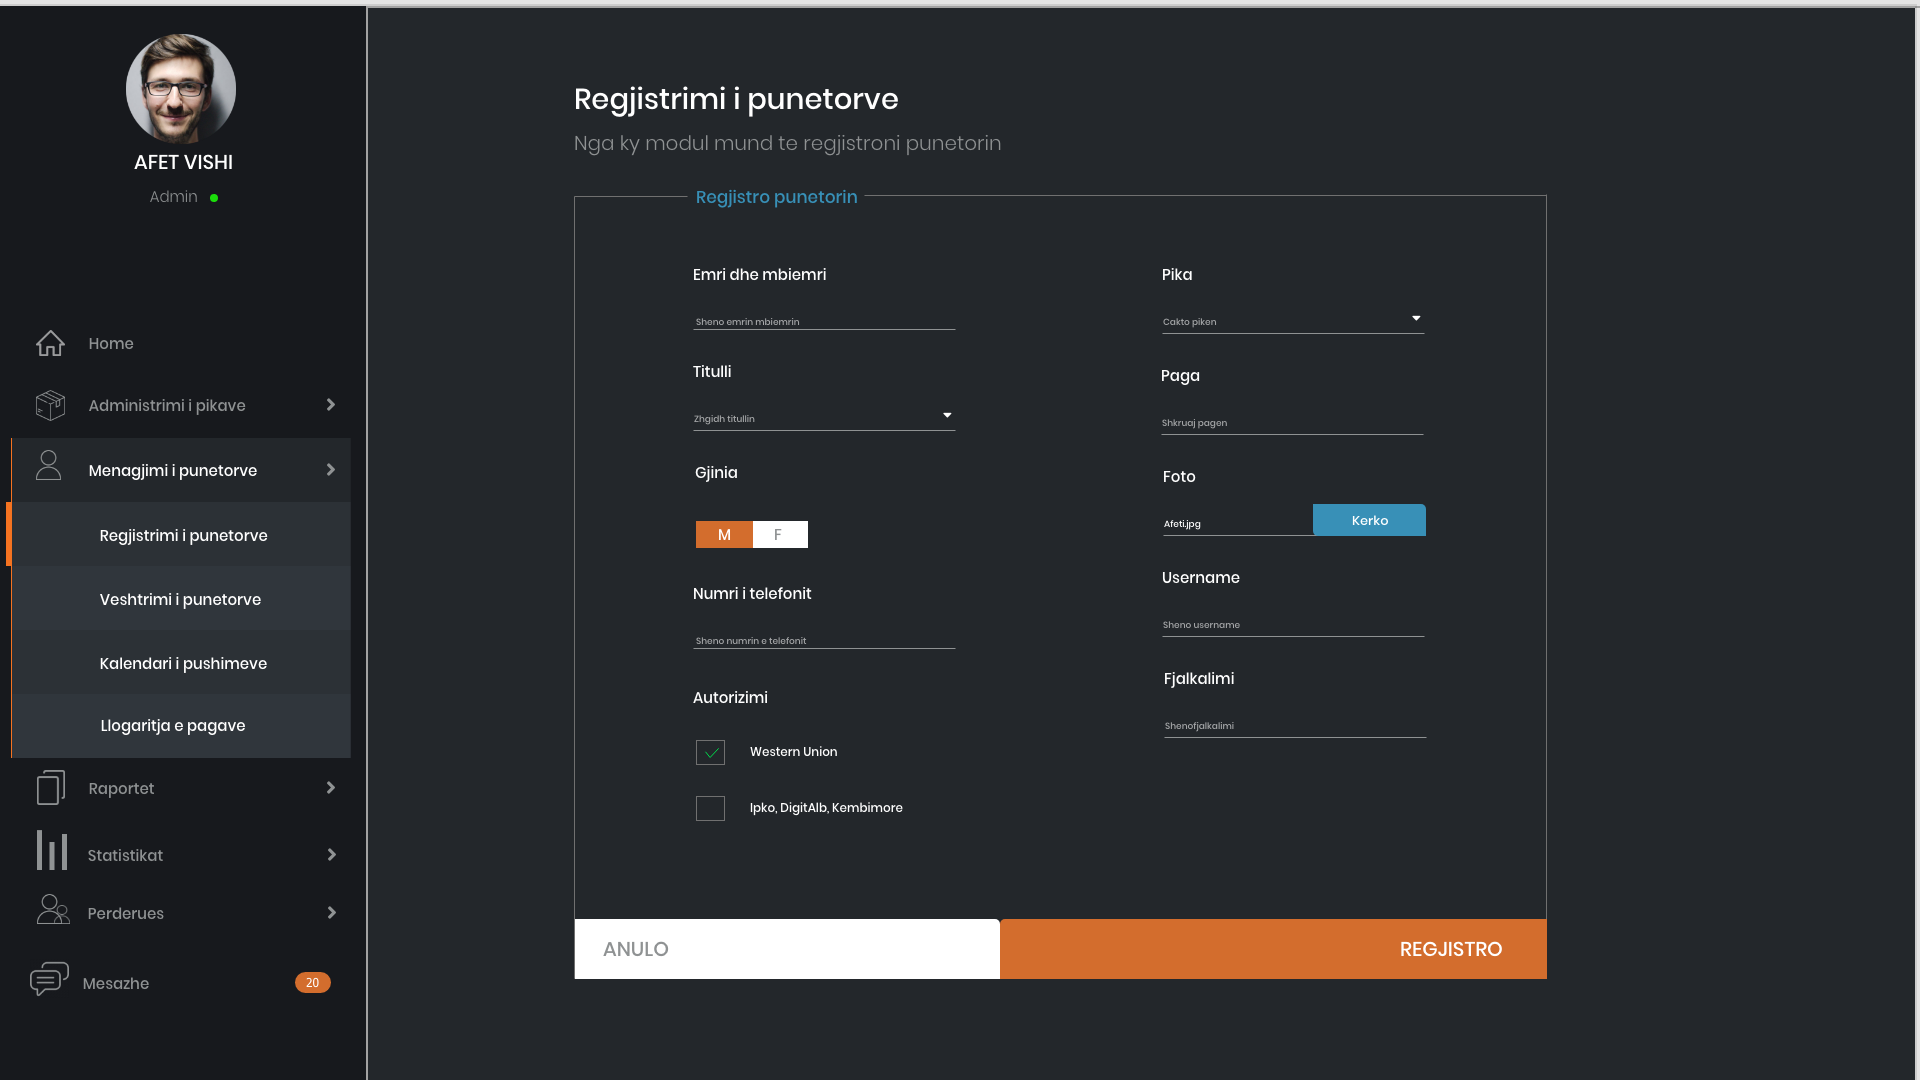 AFET VISHI
Admin
Home
Administrimi i pikave
Menagjimi i punetorve
Regjistrimi i punetorve
Veshtrimi i punetorve
Kalendari i pushimeve
Llogaritja e pagave
Raportet
Statistikat
Perderues
Mesazhe
20
Regjistrimi i punetorve
Nga ky modul mund te regjistroni punetorin
Regjistro punetorin
Emri dhe mbiemri
Sheno emrin mbiemrin
Titulli
Zhgidh titullin
Gjinia
M F
Numri i telefonit
Sheno numrin e telefonit
Autorizimi
Western Union
Ipko, DigitAlb, Kembimore
Pika
Cakto piken
Paga
Shkruaj pagen
Foto
Afeti.jpg
Kerko
Username
Sheno username
Fjalkalimi
Shenofjalkalimi
ANULO
REGJISTRO